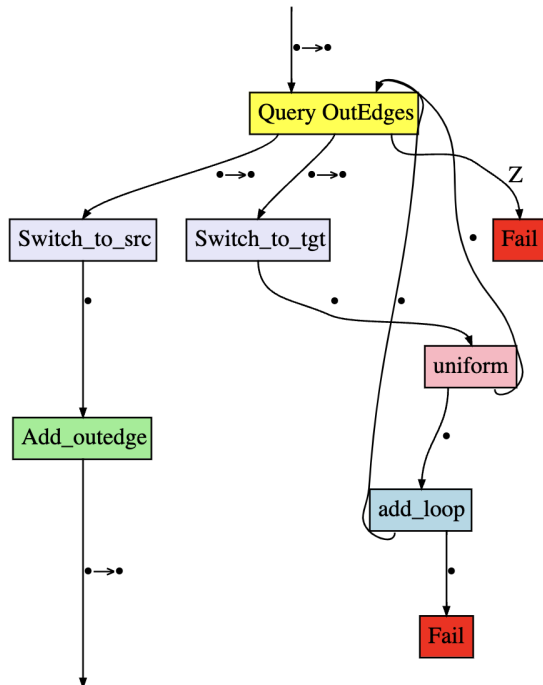 •→•
Query OutEdges
•→• •→• Z
Switch_to_src Switch_to_tgt Fail
• • • •
uniform
Add_outedge •
add_loop
•→• •
Fail